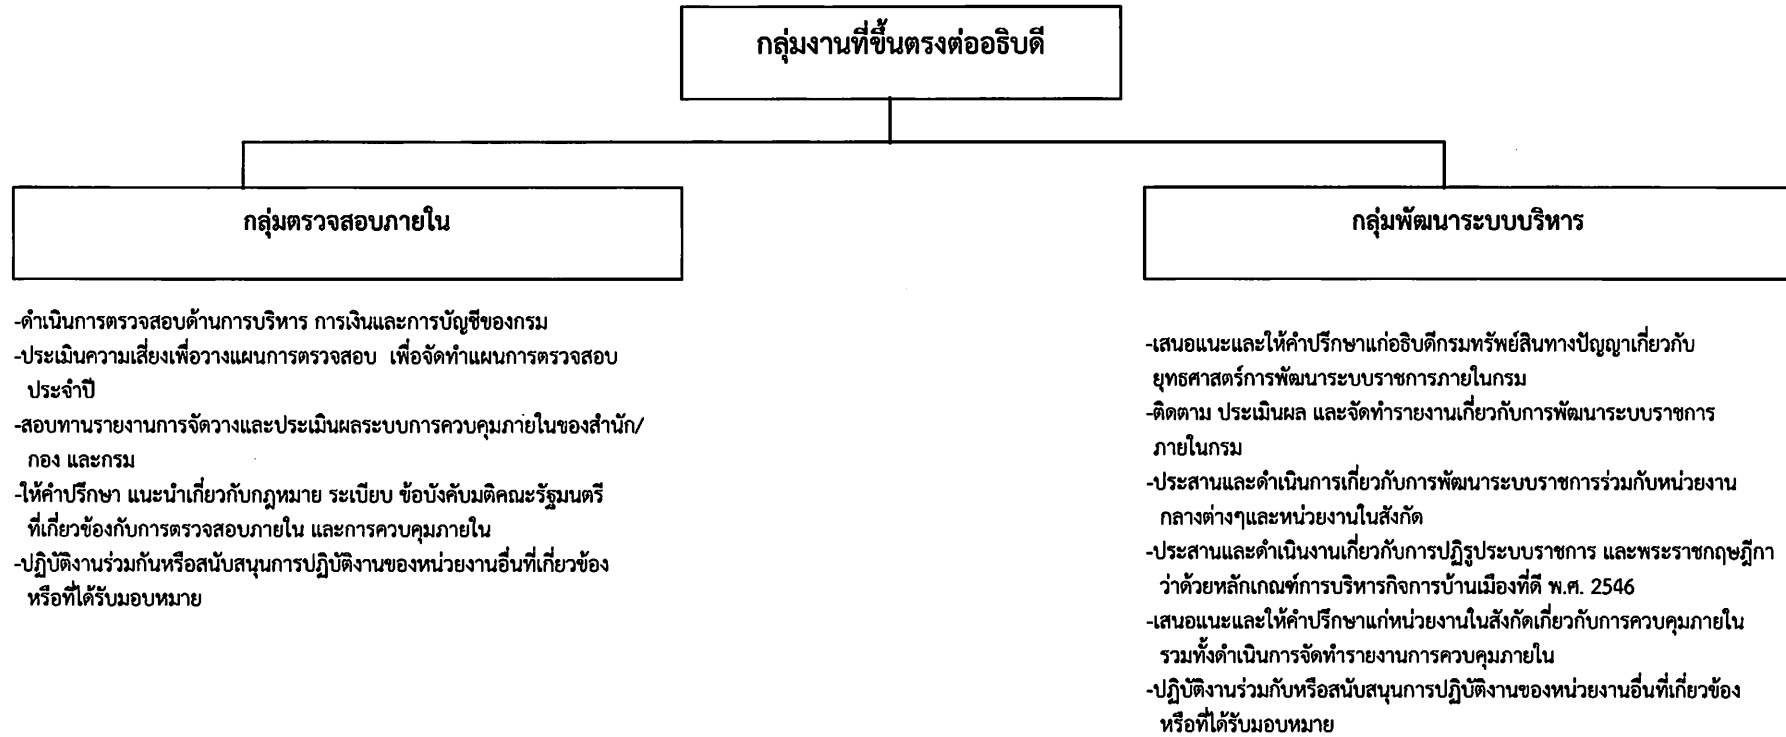 กลุ่มงานที่ขึ้นตรงต่ออธิบดี
กลุ่มตรวจสอบภายใน
-ดำเนินการตรวจสอบด้านการบริหาร การเงินและการบัญชีของกรม
-ประเมินความเสี่ยงเพื่อวางแผนการตรวจสอบ เพื่อจัดทำแผนการตรวจสอบ
ประจำปี
-สอบทานรายงานการจัดวางและประเมินผลระบบการควบคุมภายในของสำนัก/
กอง และกรม
-ให้คำปรึกษา แนะนำเกี่ยวกับกฎหมาย ระเบียบ ข้อบังคับมติคณะรัฐมนตรี
ที่เกี่ยวข้องกับการตรวจสอบภายใน และการควบคุมภายใน
-ปฏิบัติงานร่วมกันหรือสนับสนุนการปฏิบัติงานของหน่วยงานอื่นที่เกี่ยวข้อง
หรือที่ได้รับมอบหมาย
กลุ่มพัฒนาระบบบริหาร
-เสนอแนะและให้คำปรึกษาแก่อธิบดีกรมทรัพย์สินทางปัญญาเกี่ยวกับ
ยุทธศาสตร์การพัฒนาระบบราชการภายในกรม
-ติดตาม ประเมินผล และจัดทำรายงานเกี่ยวกับการพัฒนาระบบราชการ
ภายในกรม
-ประสานและดำเนินการเกี่ยวกับการพัฒนาระบบราชการร่วมกับหน่วยงาน
กลางต่างๆและหน่วยงานในสังกัด
-ประสานและดำเนินงานเกี่ยวกับการปฏิรูประบบราชการ และพระราชกฤษฎีกา
ว่าด้วยหลักเกณฑ์การบริหารกิจการบ้านเมืองที่ดี พ.ศ. 2546
-เสนอแนะและให้คำปรึกษาแก่หน่วยงานในสังกัดเกี่ยวกับการควบคุมภายใน
รวมทั้งดำเนินการจัดทำรายงานการควบคุมภายใน
-ปฏิบัติงานร่วมกับหรือสนับสนุนการปฏิบัติงานของหน่วยงานอื่นที่เกี่ยวข้อง
หรือที่ได้รับมอบหมาย